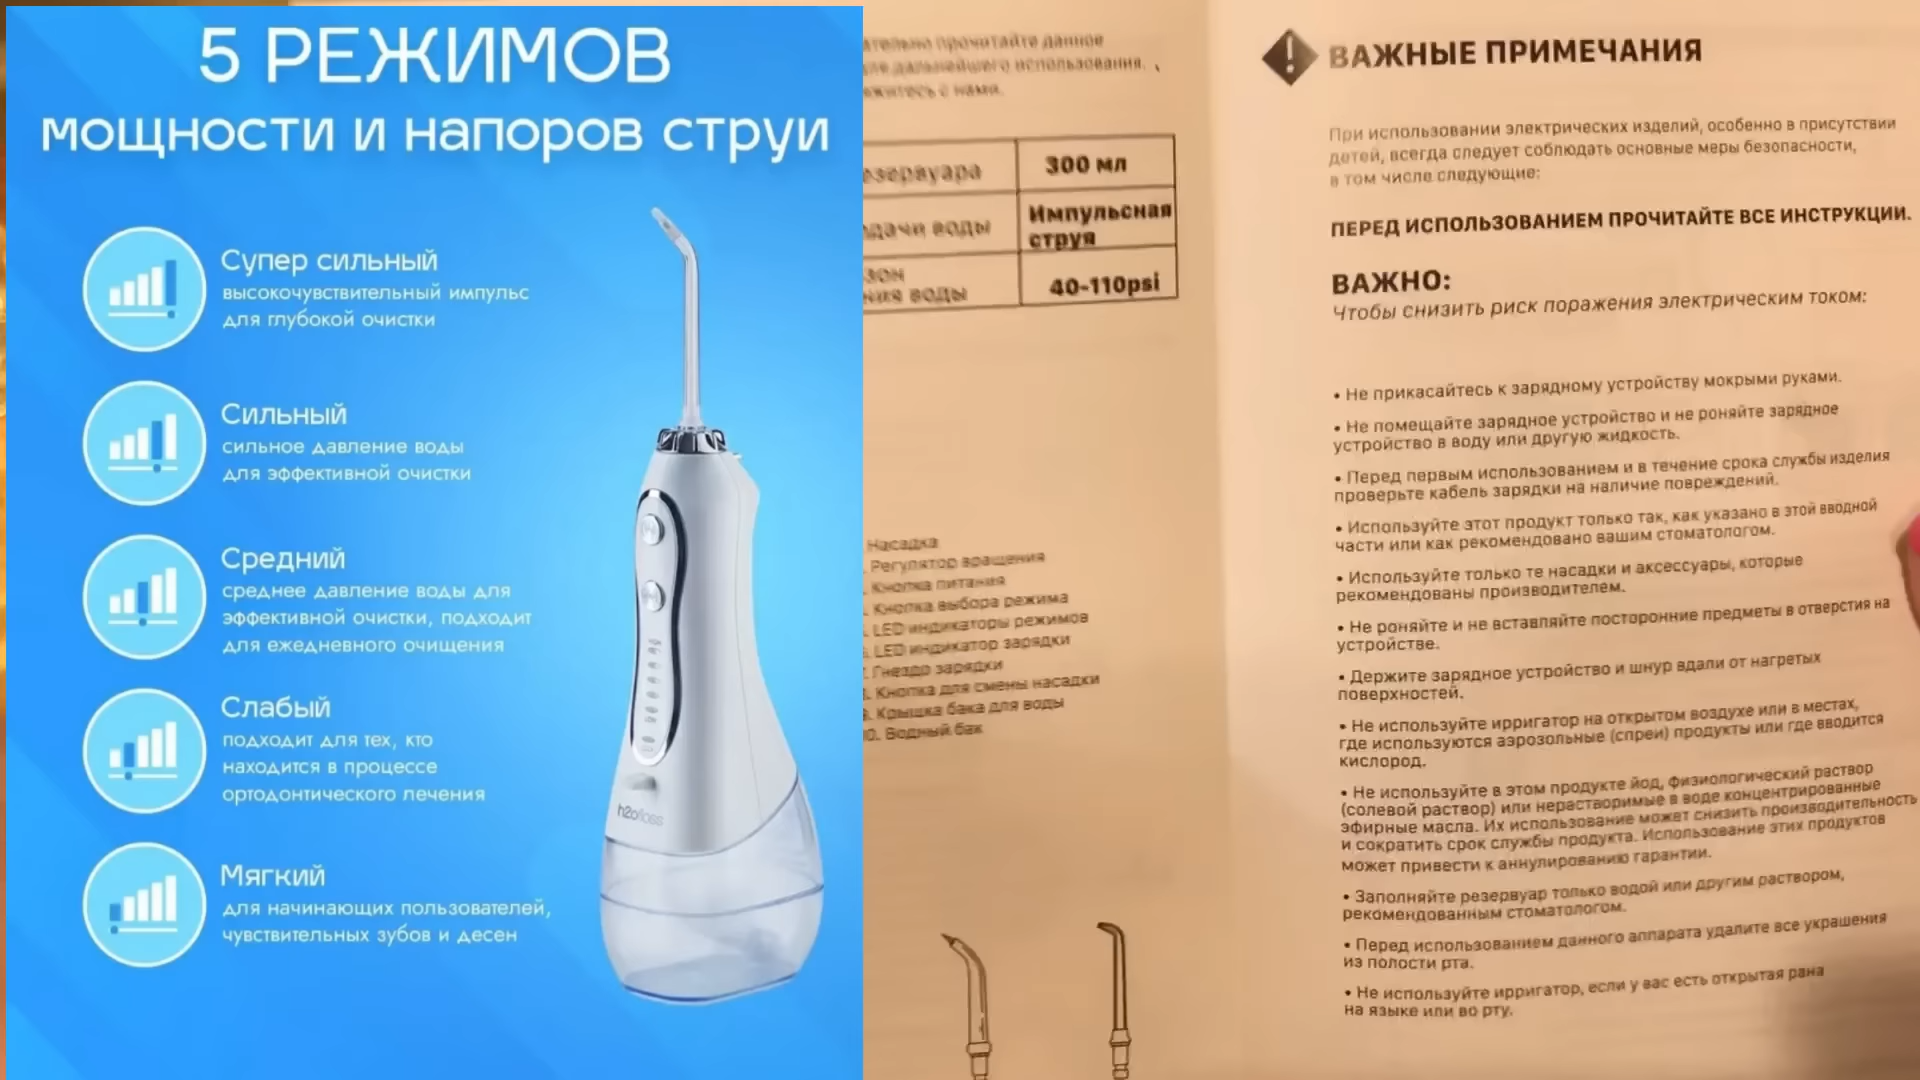 5 РЕЖИМОВ
мощности и напоров струи
Супер сильный
высокочувствительный импульс
для глубокой очистки
Сильный
сильное давление воды
для эффективной очистки
Средний
среднее давление воды для
эффективной очистки, подходит
для ежедневного очищения
Слабый
подходит для тех, кто
находится в процессе
ортодонтического лечения
Мягкий
для начинающих пользователей,
чувствительных зубов и десен
h2ofloss
прочитайте данное
дальнейшего использования.
с нами.
300 мл
воды
Импульсная
струя
воды
40-110psi
Насадка
Регулятор вращения
Кнопка питания
Кнопка выбора режима
LED индикаторы режимов
LED индикатор зарядки
Гнездо зарядки
Кнопка для смены насадки
Крышка бака для воды
0. Водный бак
ВАЖНЫЕ ПРИМЕЧАНИЯ
При использовании электрических изделий, особенно в присутствии
детей, всегда следует соблюдать основные меры безопасности,
в том числе следующие:
ПЕРЕД ИСПОЛЬЗОВАНИЕМ ПРОЧИТАЙТЕ ВСЕ ИНСТРУКЦИИ.
ВАЖНО:
Чтобы снизить риск поражения электрическим током:
• Не прикасайтесь к зарядному устройству мокрыми руками.
• Не помещайте зарядное устройство и не роняйте зарядное
устройство в воду или другую жидкость.
• Перед первым использованием и в течение срока службы изделия
проверьте кабель зарядки на наличие повреждений.
• Используйте этот продукт только так, как указано в этой вводной
части или как рекомендовано вашим стоматологом.
• Используйте только те насадки и аксессуары, которые
рекомендованы производителем.
• Не роняйте и не вставляйте посторонние предметы в отверстия на
устройстве.
• Держите зарядное устройство и шнур вдали от нагретых
поверхностей.
• Не используйте ирригатор на открытом воздухе или в местах,
где используются аэрозольные (спреи) продукты или где вводится
кислород.
• Не используйте в этом продукте йод, физиологический раствор
(солевой раствор) или нерастворимые в воде концентрированные
эфирные масла. Их использование может снизить производительность
и сократить срок службы продукта. Использование этих продуктов
может привести к аннулированию гарантии.
• Заполняйте резервуар только водой или другим раствором,
рекомендованным стоматологом.
• Перед использованием данного аппарата удалите все украшения
из полости рта.
• Не используйте ирригатор, если у вас есть открытая рана
на языке или во рту.